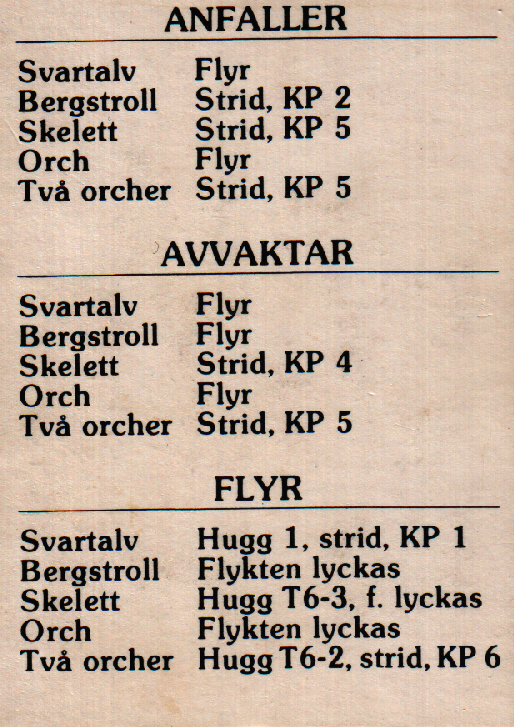 ANFALLER
Svartalv Flyr
Bergstroll Strid, KP 2
Skelett Strid, KP 5
Orch Flyr
Två orcher Strid, KP 5
AVVAKTAR
Svartalv Flyr
Bergstroll Flyr
Skelett Strid, KP 4
Orch Flyr
Två orcher Strid, KP 5
FLYR
Svartalv Hugg 1, strid, KP 1
Bergstroll Flykten lyckas
Skelett Hugg T6-3, f. lyckas
Orch Flykten lyckas
Två orcher Hugg T6-2, strid, KP 6